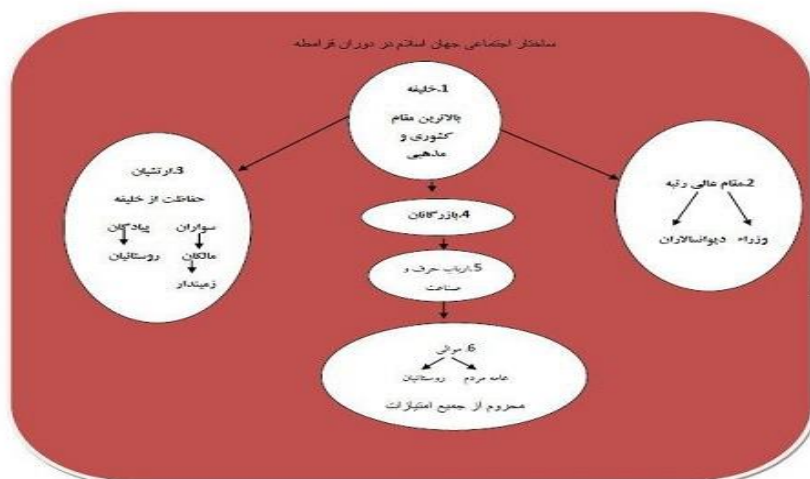 ساختار اجتماعی جهان اسلام در دوران قرامطه
1.خلیفه
بالاترین مقام
کشوری و
مذهبی
2.مقام عالی رتبه
وزراء دیوانسالاران
3.ارتشیان
حفاظت از خلیفه
سواران پیادگان
مالکان روستائیان
زمیندار
4.بازرگانان
5.ارباب حرف و
صناعت
6.موالی
عامه مردم روستائیان
محروم از جمیع امتیازات